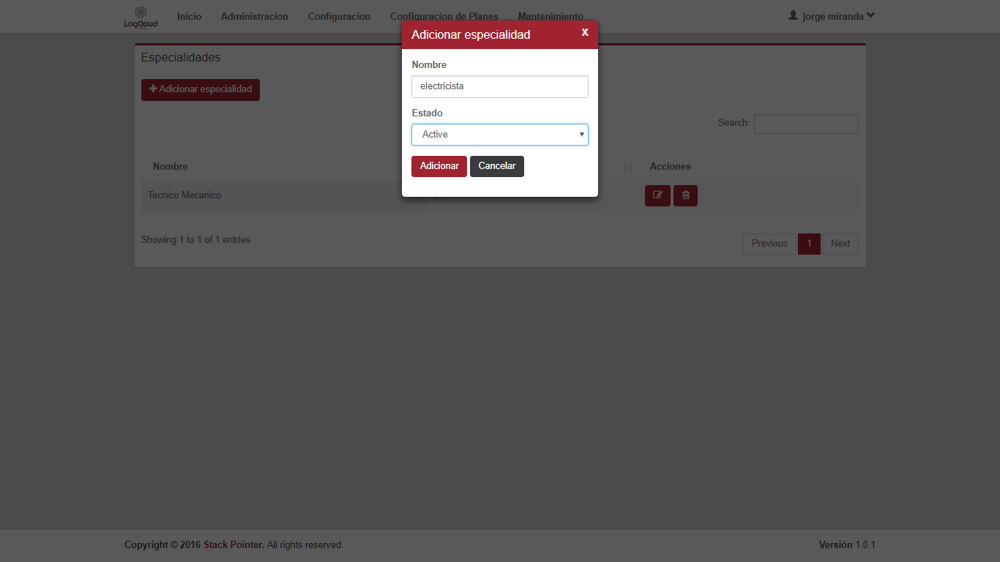 LogCloud
Inicio Administracion Configuracion Configuracion de Planes Mantenimiento jorge miranda
Adicionar especialidad x
Nombre
electricista
Estado
Active
Adicionar Cancelar
Especialidades
Adicionar especialidad
Search:
Nombre Acciones
Tecnico Mecanico
Showing 1 to 1 of 1 entries
Previous 1 Next
Copyright © 2016 Stack Pointer. All rights reserved. Versión 1.0.1